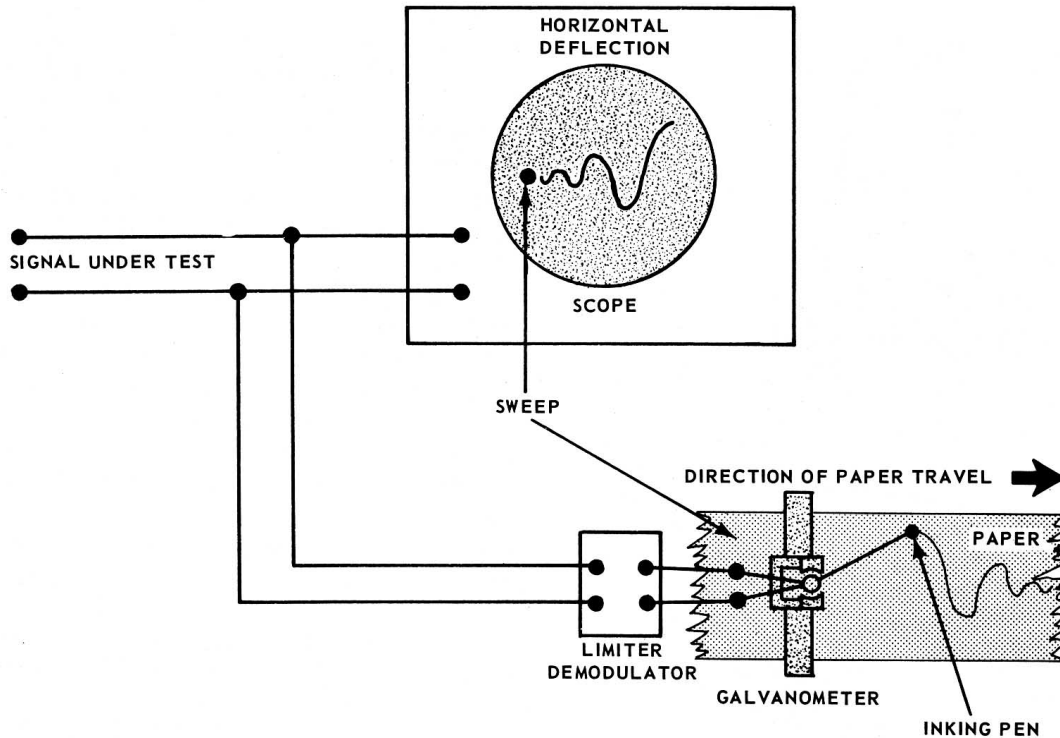 HORIZONTAL
DEFLECTION
SIGNAL UNDER TEST
SCOPE
SWEEP
DIRECTION OF PAPER TRAVEL
PAPER
LIMITER
DEMODULATOR
GALVANOMETER
INKING PEN